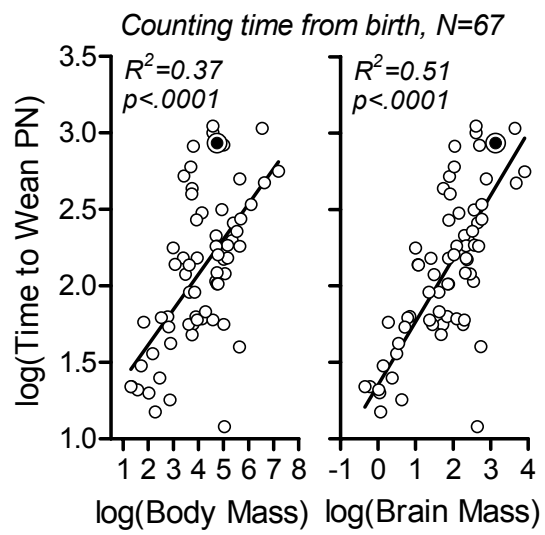 Counting time from birth, N=67
R²=0.37
p<.0001
R²=0.51
p<.0001
log(Time to Wean PN)
3.5
3.0
2.5
2.0
1.5
1.0
1 2 3 4 5 6 7 8
-1 0 1 2 3 4
log(Body Mass)
log(Brain Mass)